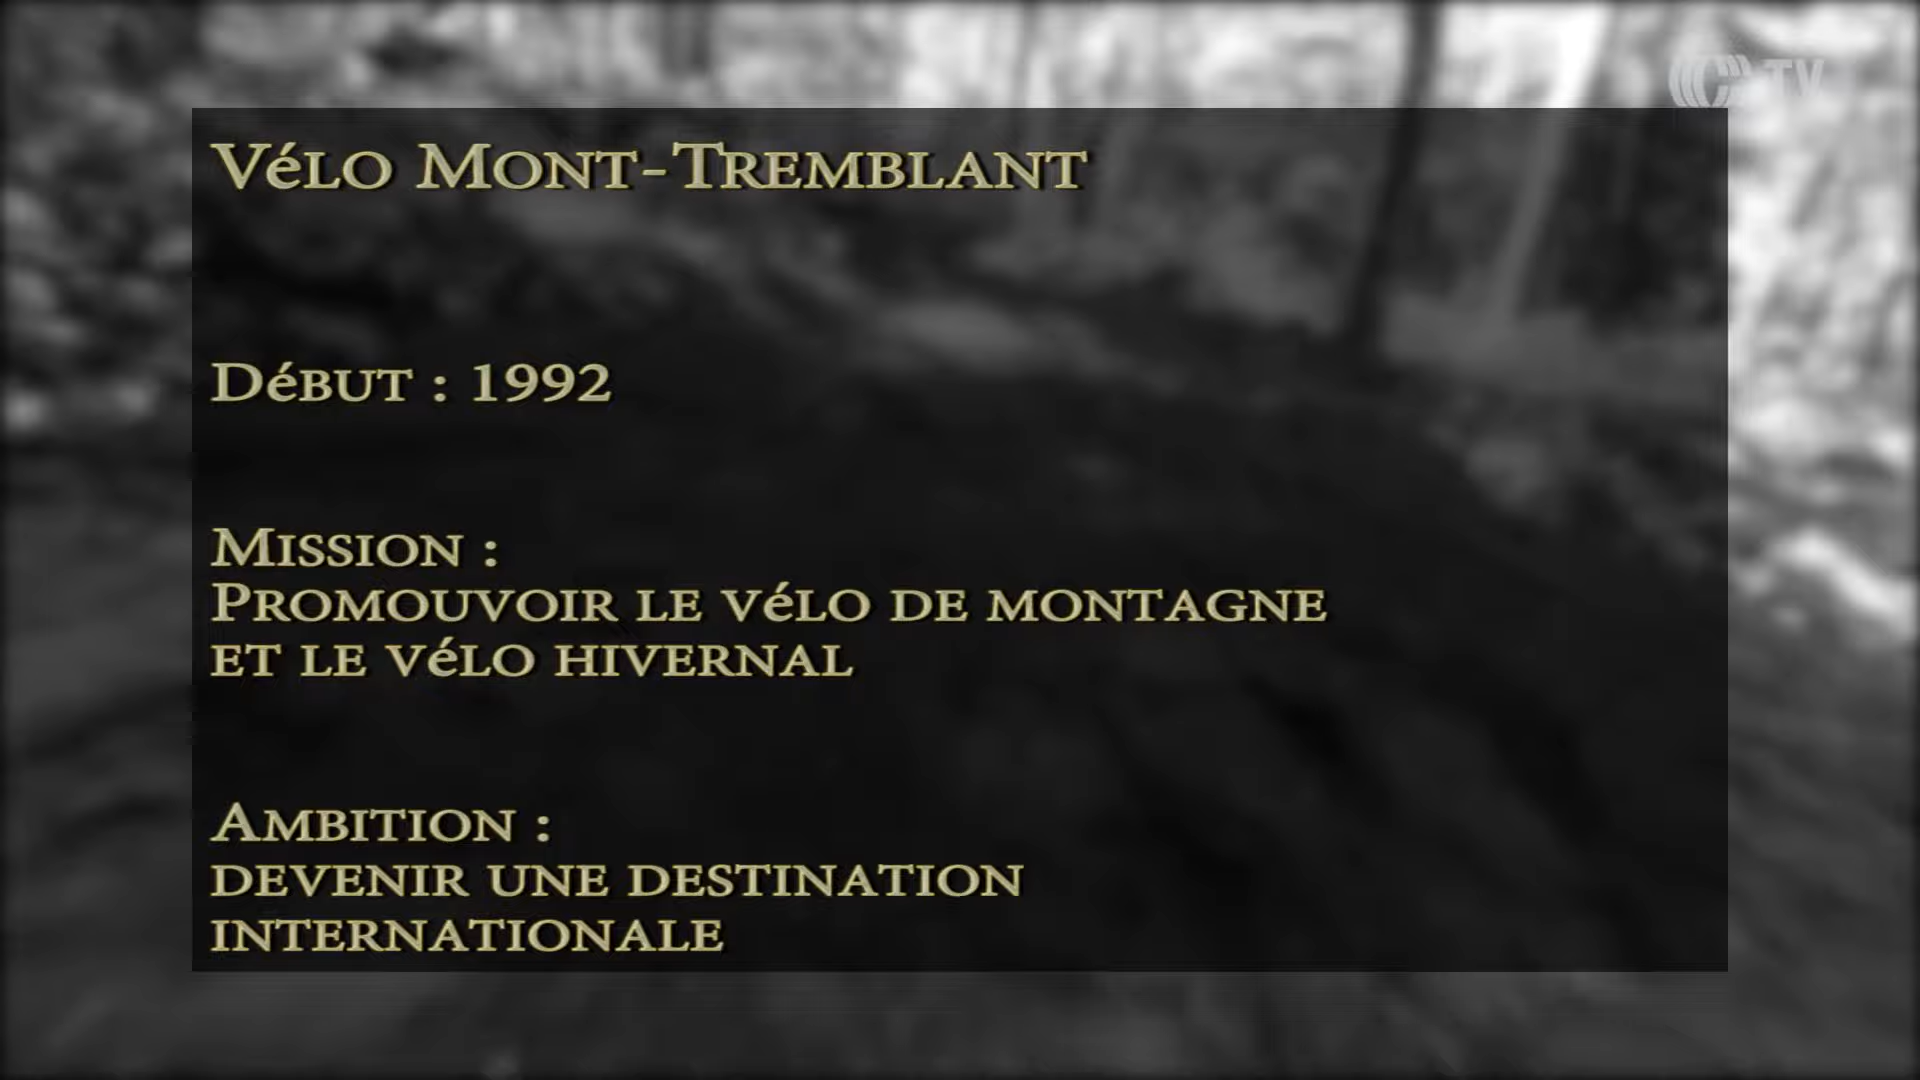 CTV
Vélo Mont-Tremblant
Début : 1992
Mission :
Promouvoir le vélo de montagne
et le vélo hivernal
Ambition :
devenir une destination
internationale